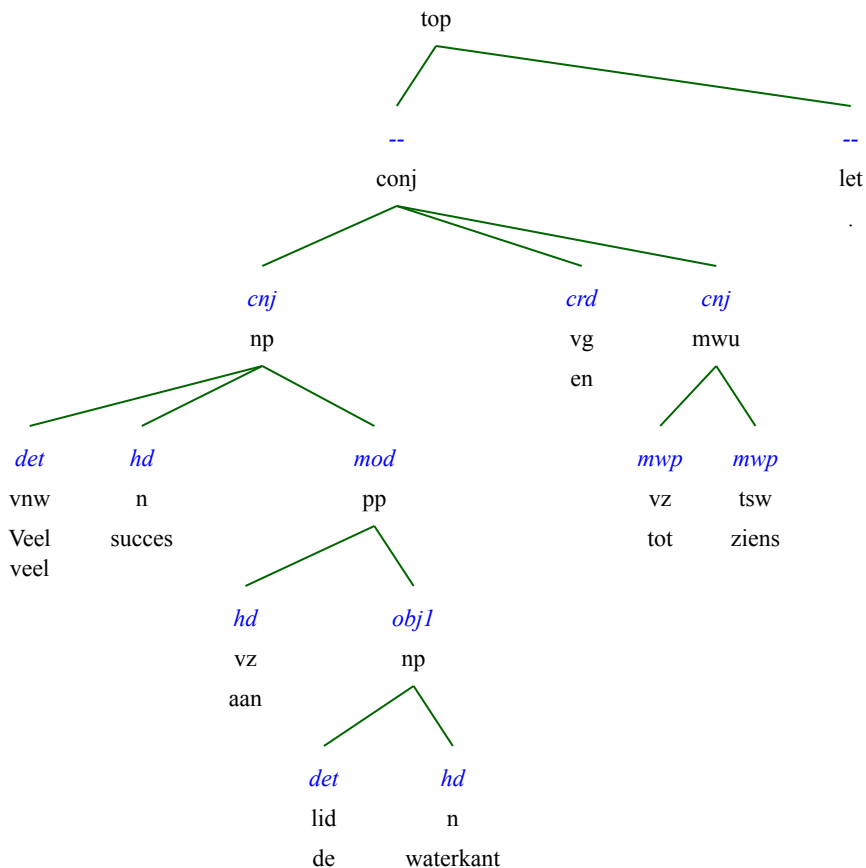 top
-- --
conj let
.
cnj crd cnj
np vg mwu
en
det hd mod mwp mwp
vnw n pp vz tsw
Veel succes tot ziens
veel
hd obj1
vz np
aan
det hd
lid n
de waterkant